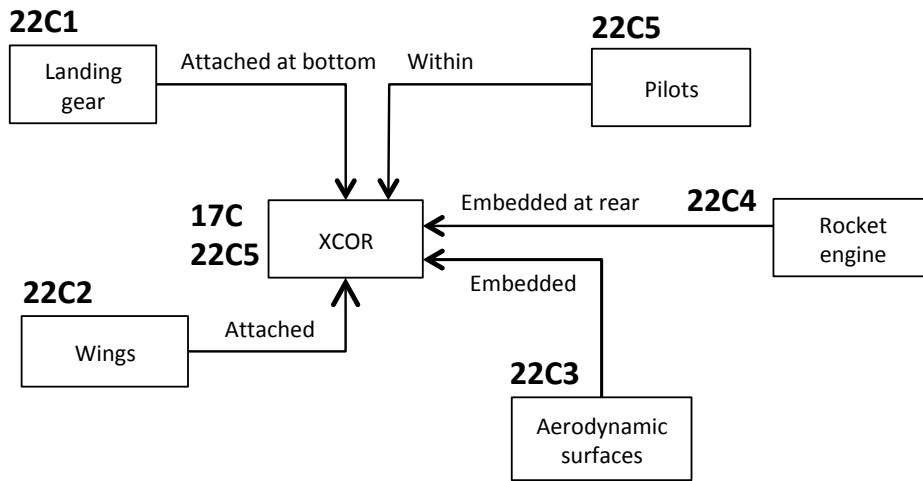 22C1
Landing
gear
Attached at bottom
Within
22C5
Pilots
17C
22C5
XCOR
Embedded at rear
22C4
Rocket
engine
Embedded
22C2
Wings
Attached
22C3
Aerodynamic
surfaces